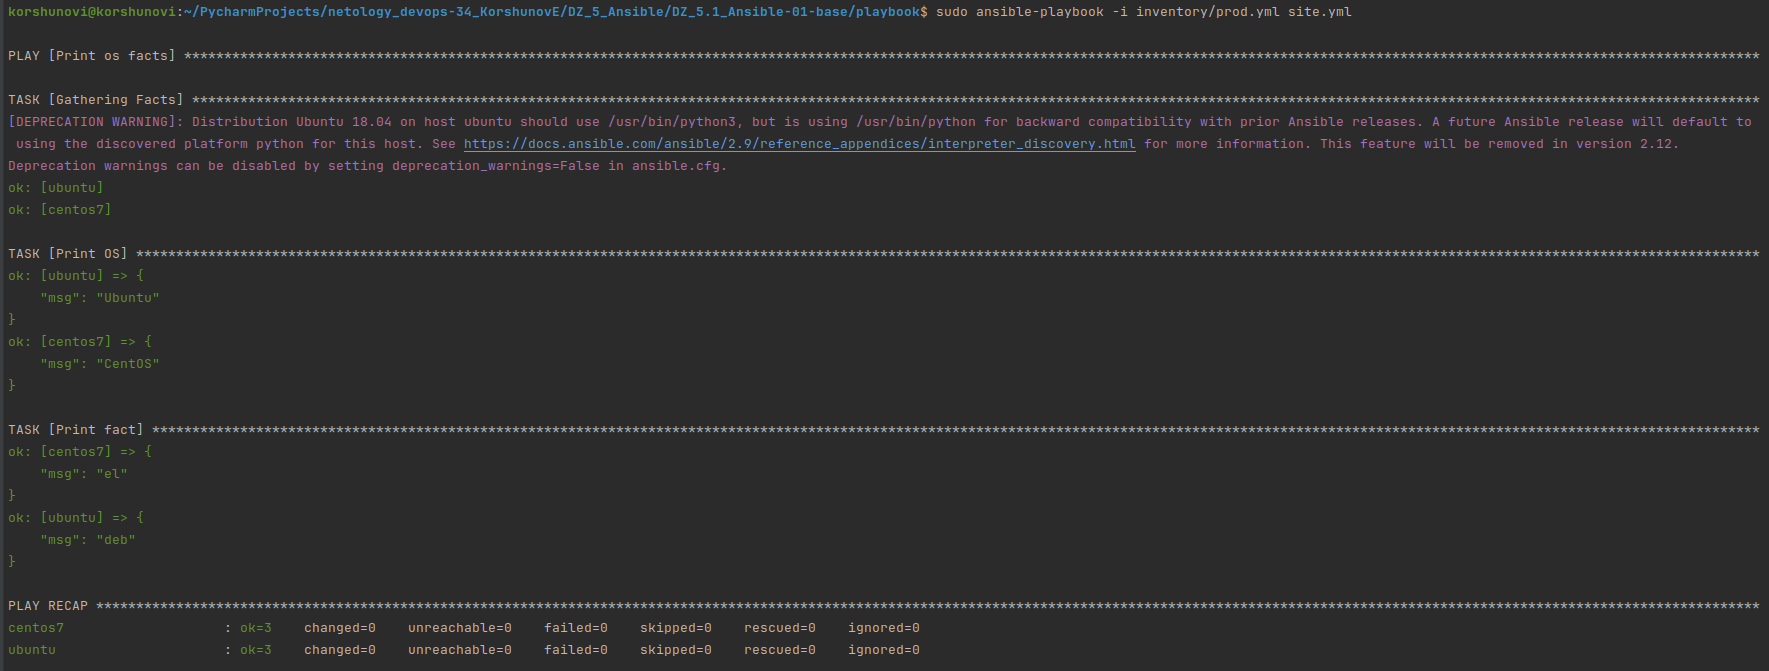 korshunovi@korshunovi:~/PycharmProjects/netology_devops-34_KorshunovE/DZ_5_Ansible/DZ_5.1_Ansible-01-base/playbook$ sudo ansible-playbook -i inventory/prod.yml site.yml
PLAY [Print os facts] ****************************************************************************************************************************************************************************************************
TASK [Gathering Facts] ***************************************************************************************************************************************************************************************************
[DEPRECATION WARNING]: Distribution Ubuntu 18.04 on host ubuntu should use /usr/bin/python3, but is using /usr/bin/python for backward compatibility with prior Ansible releases. A future Ansible release will default to
using the discovered platform python for this host. See https://docs.ansible.com/ansible/2.9/reference_appendices/interpreter_discovery.html for more information. This feature will be removed in version 2.12.
Deprecation warnings can be disabled by setting deprecation_warnings=False in ansible.cfg.
ok: [ubuntu]
ok: [centos7]
TASK [Print OS] **********************************************************************************************************************************************************************************************************
ok: [ubuntu] => {
    "msg": "Ubuntu"
}
ok: [centos7] => {
    "msg": "CentOS"
}
TASK [Print fact] ********************************************************************************************************************************************************************************************************
ok: [centos7] => {
    "msg": "el"
}
ok: [ubuntu] => {
    "msg": "deb"
}
PLAY RECAP ***************************************************************************************************************************************************************************************************************
centos7                    : ok=3    changed=0    unreachable=0    failed=0    skipped=0    rescued=0    ignored=0
ubuntu                     : ok=3    changed=0    unreachable=0    failed=0    skipped=0    rescued=0    ignored=0